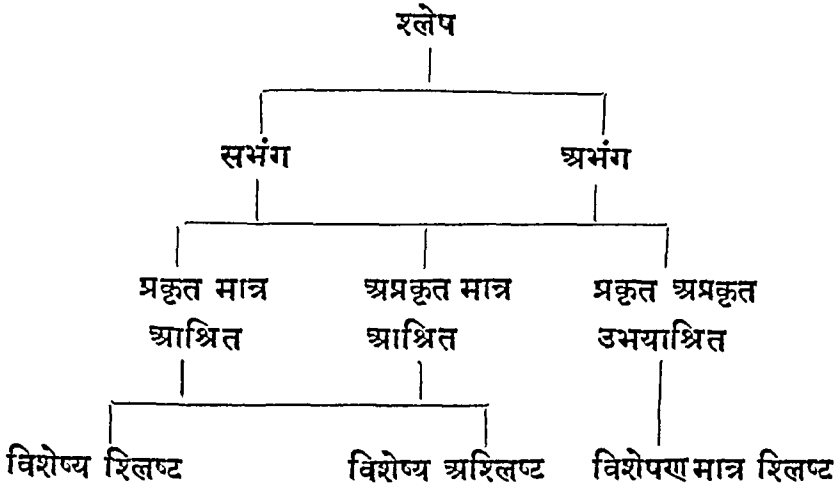 श्लेष
सभंग अभंग
प्रकृत मात्र अप्रकृत मात्र प्रकृत अप्रकृत
आश्रित आश्रित उभयाश्रित
विशेष्य श्लिष्ट विशेष्य अश्लिष्ट विशेषण मात्र श्लिष्ट